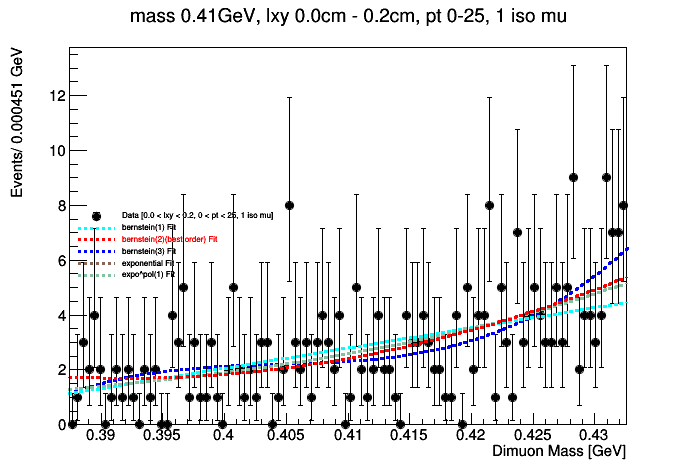 mass 0.41GeV, lxy 0.0cm - 0.2cm, pt 0-25, 1 iso mu
Events/ 0.000451 GeV
12
10
8
6
4
2
0
Data [0.0 < lxy < 0.2, 0 < pt < 25, 1 iso mu]
bernstein(1) Fit
bernstein(2)(best order) Fit
bernstein(3) Fit
exponential Fit
expo*pol(1) Fit
0.39 0.395 0.4 0.405 0.41 0.415 0.42 0.425 0.43
Dimuon Mass [GeV]